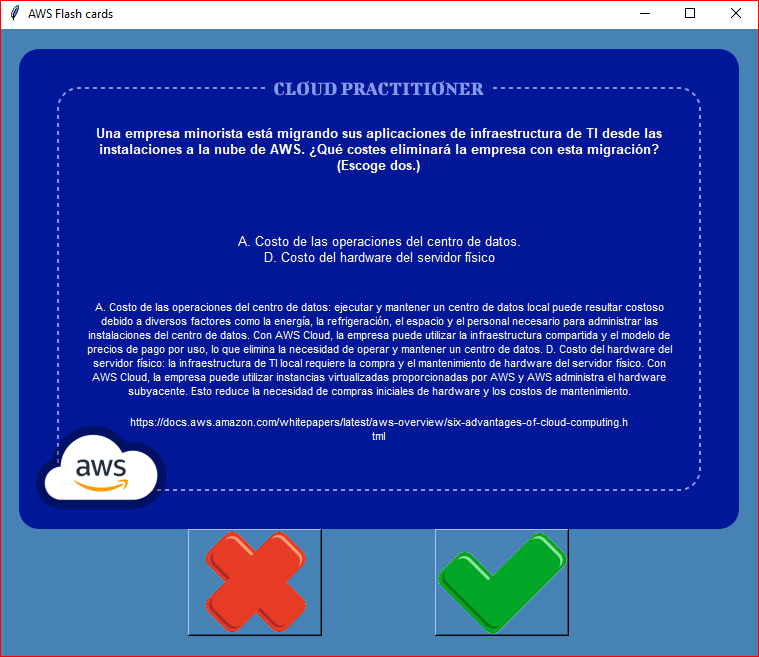 AWS Flash cards
CLOUD PRACTITIONER
Una empresa minorista está migrando sus aplicaciones de infraestructura de TI desde las
instalaciones a la nube de AWS. ¿Qué costes eliminará la empresa con esta migración?
(Escoge dos.)
A. Costo de las operaciones del centro de datos.
D. Costo del hardware del servidor físico
A. Costo de las operaciones del centro de datos: ejecutar y mantener un centro de datos local puede resultar costoso
debido a diversos factores como la energía, la refrigeración, el espacio y el personal necesario para administrar las
instalaciones del centro de datos. Con AWS Cloud, la empresa puede utilizar la infraestructura compartida y el modelo de
precios de pago por uso, lo que elimina la necesidad de operar y mantener un centro de datos. D. Costo del hardware del
servidor físico: la infraestructura de TI local requiere la compra y el mantenimiento de hardware del servidor físico. Con
AWS Cloud, la empresa puede utilizar instancias virtualizadas proporcionadas por AWS y AWS administra el hardware
subyacente. Esto reduce la necesidad de compras iniciales de hardware y los costos de mantenimiento.
https://docs.aws.amazon.com/whitepapers/latest/aws-overview/six-advantages-of-cloud-computing.h
tml
aws